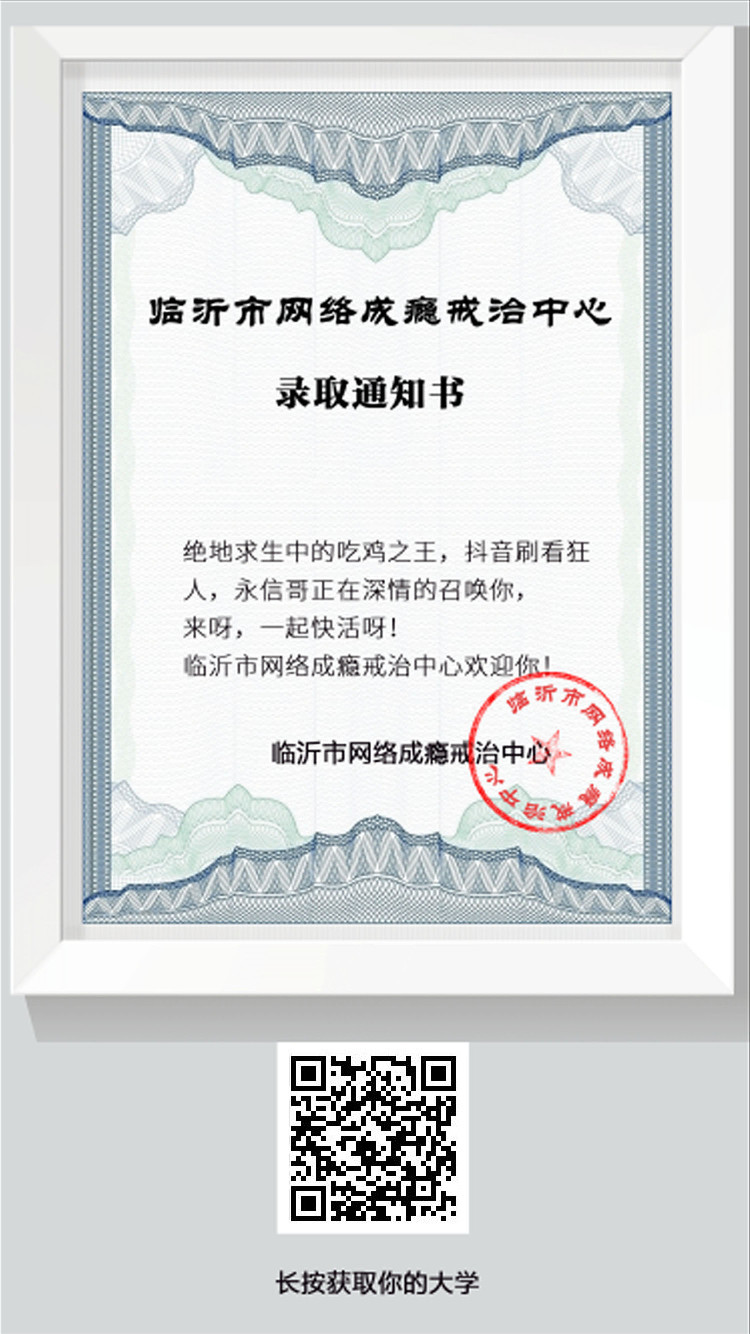 临沂市网络成瘾戒治中心
录取通知书
绝地求生中的吃鸡之王，抖音刷看狂
人，永信哥正在深情的召唤你，
来呀，一起快活呀！
临沂市网络成瘾戒治中心欢迎你！
临沂市网络成瘾戒治中心
临沂市网络成瘾戒治中心
长按获取你的大学